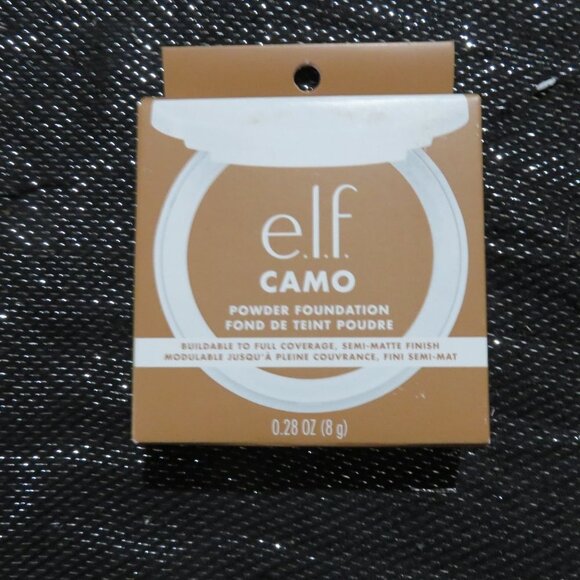 e.l.f.
CAMO
POWDER FOUNDATION
FOND DE TEINT POUDRE
BUILDABLE TO FULL COVERAGE, SEMI-MATTE FINISH
MODULABLE JUSQU'À PLEINE COUVRANCE, FINI SEMI-MAT
0.28 OZ (8 g)